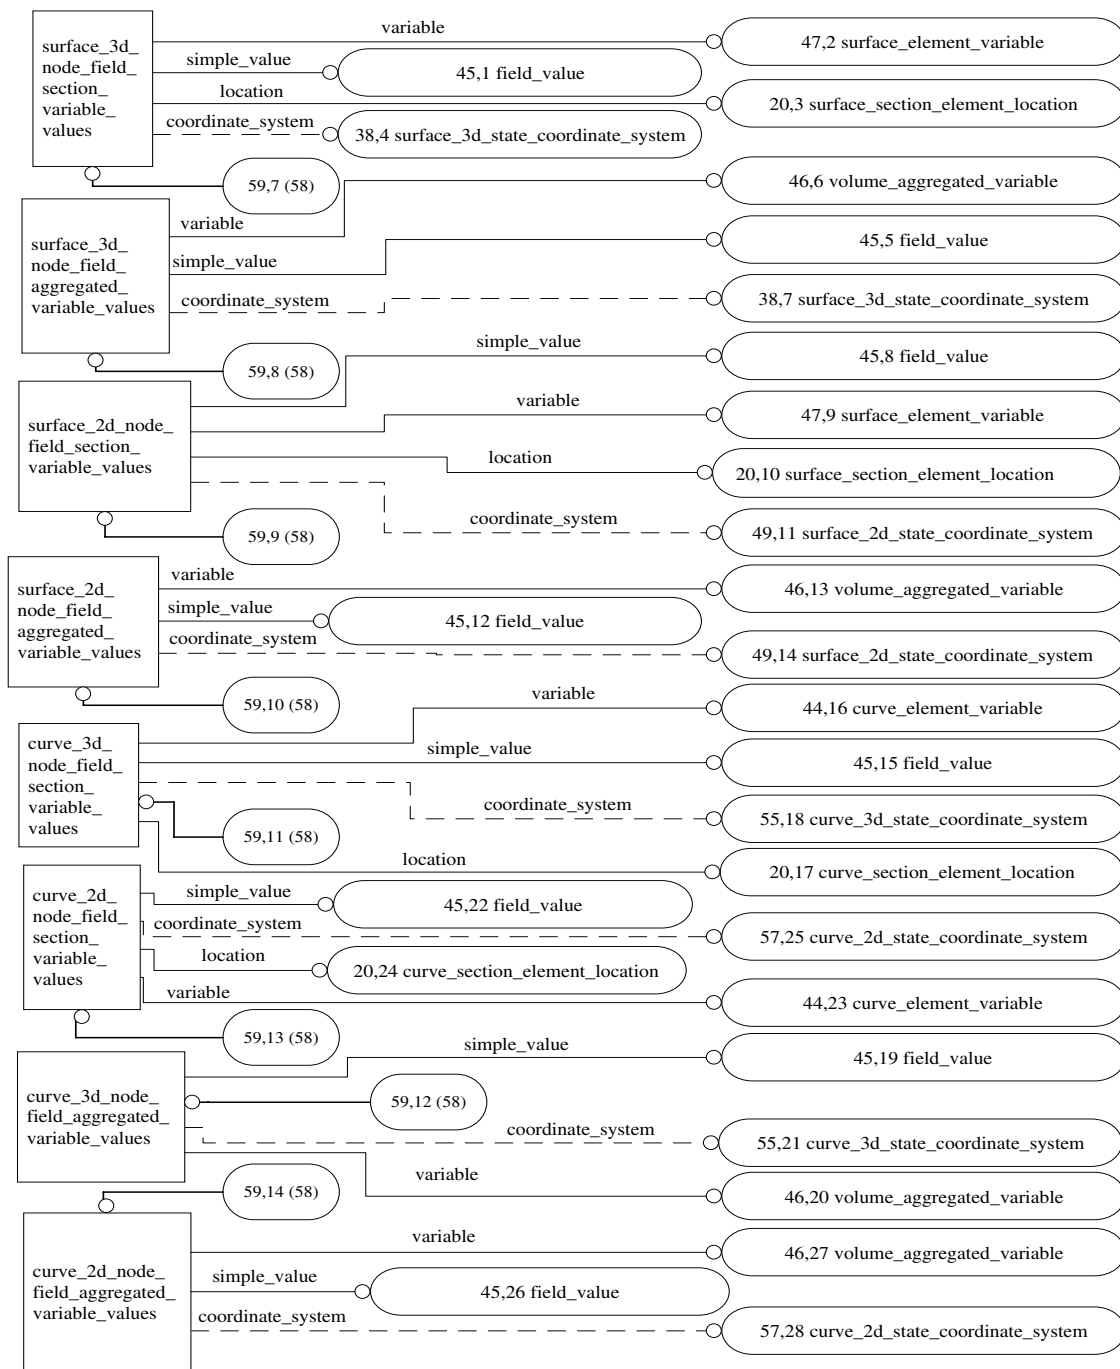 surface_3d_
node_field_
section_
variable_
values
variable
47,2 surface_element_variable
simple_value
45,1 field_value
location
20,3 surface_section_element_location
coordinate_system
38,4 surface_3d_state_coordinate_system
59,7 (58)
surface_3d_
node_field_
aggregated_
variable_values
variable
46,6 volume_aggregated_variable
simple_value
45,5 field_value
coordinate_system
38,7 surface_3d_state_coordinate_system
59,8 (58)
surface_2d_node_
field_section_
variable_values
simple_value
45,8 field_value
variable
47,9 surface_element_variable
location
20,10 surface_section_element_location
coordinate_system
49,11 surface_2d_state_coordinate_system
59,9 (58)
surface_2d_
node_field_
aggregated_
variable_values
variable
46,13 volume_aggregated_variable
simple_value
45,12 field_value
coordinate_system
49,14 surface_2d_state_coordinate_system
59,10 (58)
curve_3d_
node_field_
section_
variable_
values
variable
44,16 curve_element_variable
simple_value
45,15 field_value
coordinate_system
55,18 curve_3d_state_coordinate_system
59,11 (58)
location
20,17 curve_section_element_location
curve_2d_
node_field_
section_
variable_
values
simple_value
45,22 field_value
coordinate_system
57,25 curve_2d_state_coordinate_system
location
20,24 curve_section_element_location
variable
44,23 curve_element_variable
59,13 (58)
curve_3d_node_
field_aggregated_
variable_values
simple_value
45,19 field_value
59,12 (58)
coordinate_system
55,21 curve_3d_state_coordinate_system
variable
46,20 volume_aggregated_variable
59,14 (58)
curve_2d_node_
field_aggregated_
variable_values
variable
46,27 volume_aggregated_variable
simple_value
45,26 field_value
coordinate_system
57,28 curve_2d_state_coordinate_system